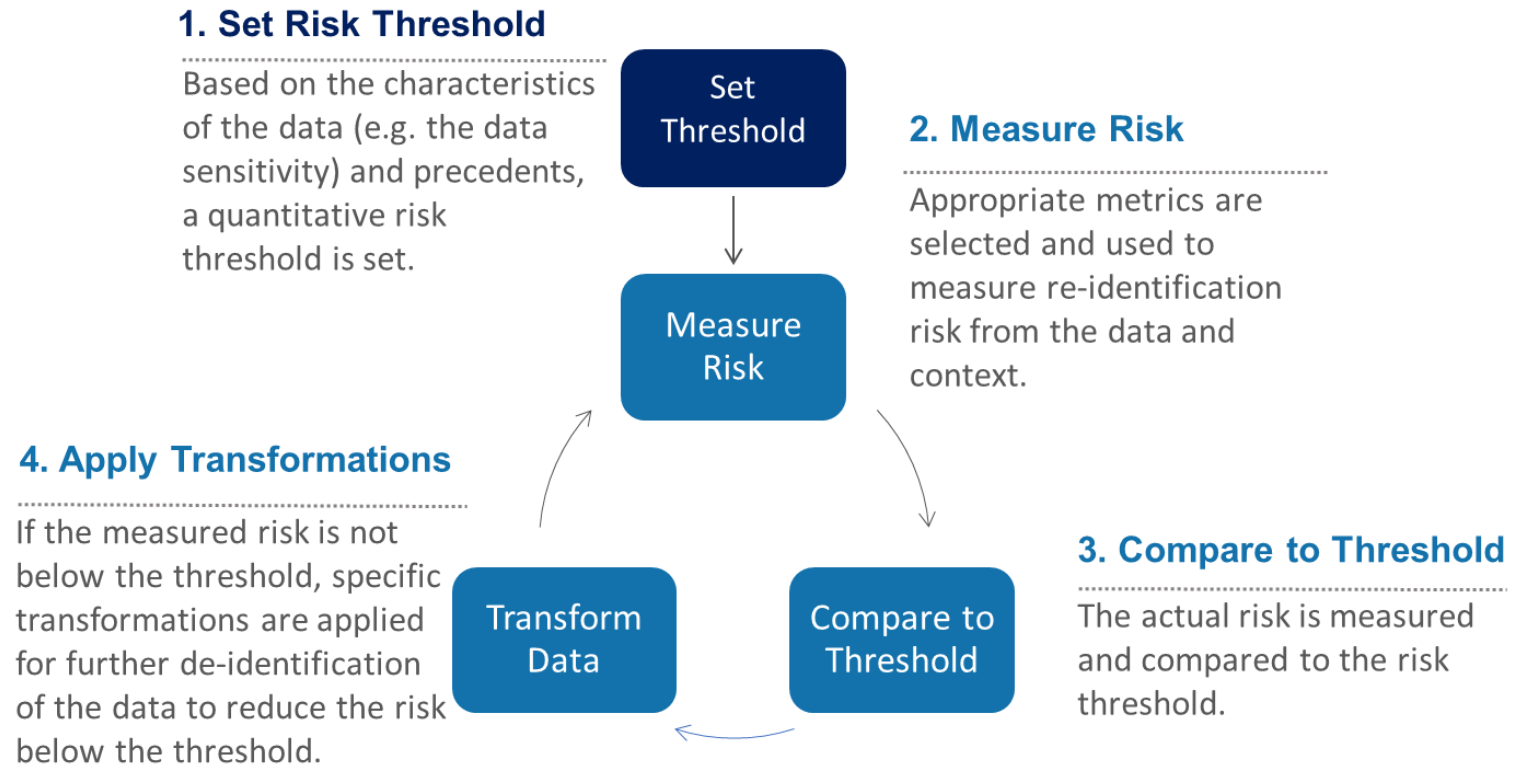 1. Set Risk Threshold
Based on the characteristics
of the data (e.g. the data
sensitivity) and precedents,
a quantitative risk
threshold is set.
Set
Threshold
2. Measure Risk
Appropriate metrics are
selected and used to
measure re-identification
risk from the data and
context.
Measure
Risk
3. Compare to Threshold
The actual risk is measured
and compared to the risk
threshold.
Compare to
Threshold
4. Apply Transformations
If the measured risk is not
below the threshold, specific
transformations are applied
for further de-identification
of the data to reduce the risk
below the threshold.
Transform
Data